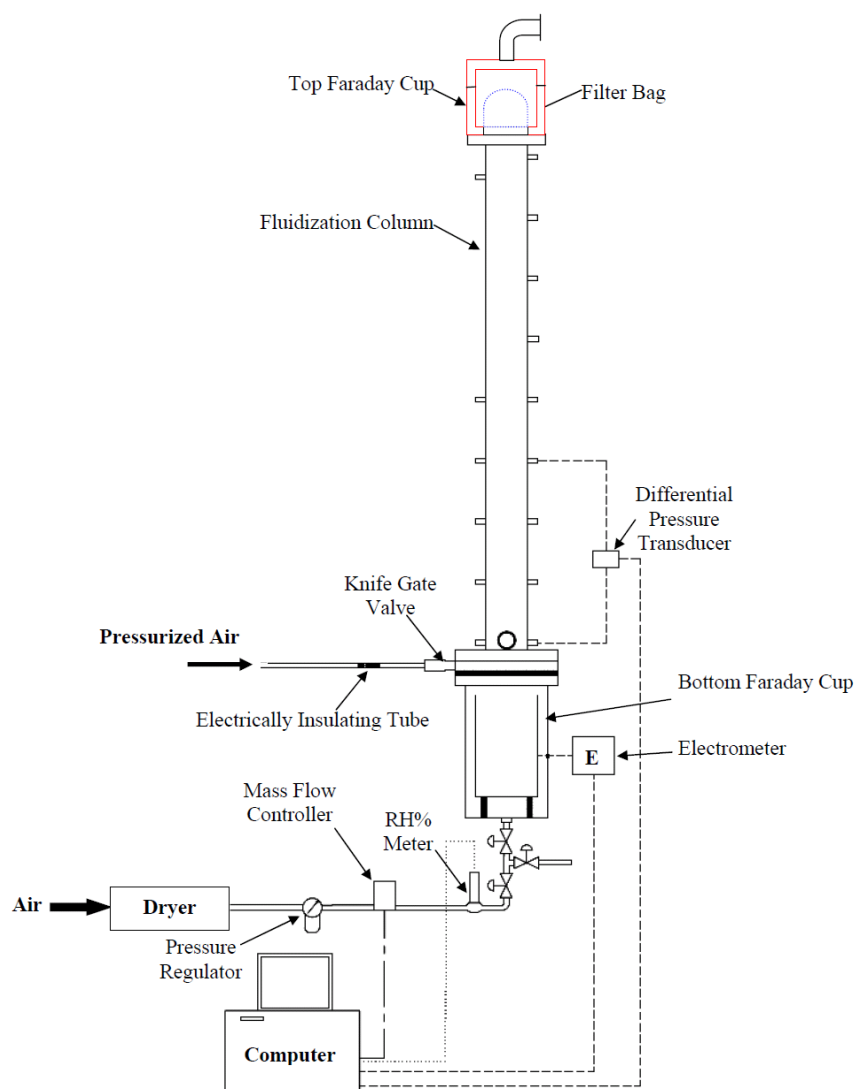 Top Faraday Cup
Filter Bag
Fluidization Column
Differential
Pressure
Transducer
Knife Gate
Valve
Pressurized Air
Electrically Insulating Tube
Bottom Faraday Cup
E
Electrometer
Mass Flow
Controller
RH%
Meter
Air
Dryer
Pressure
Regulator
Computer